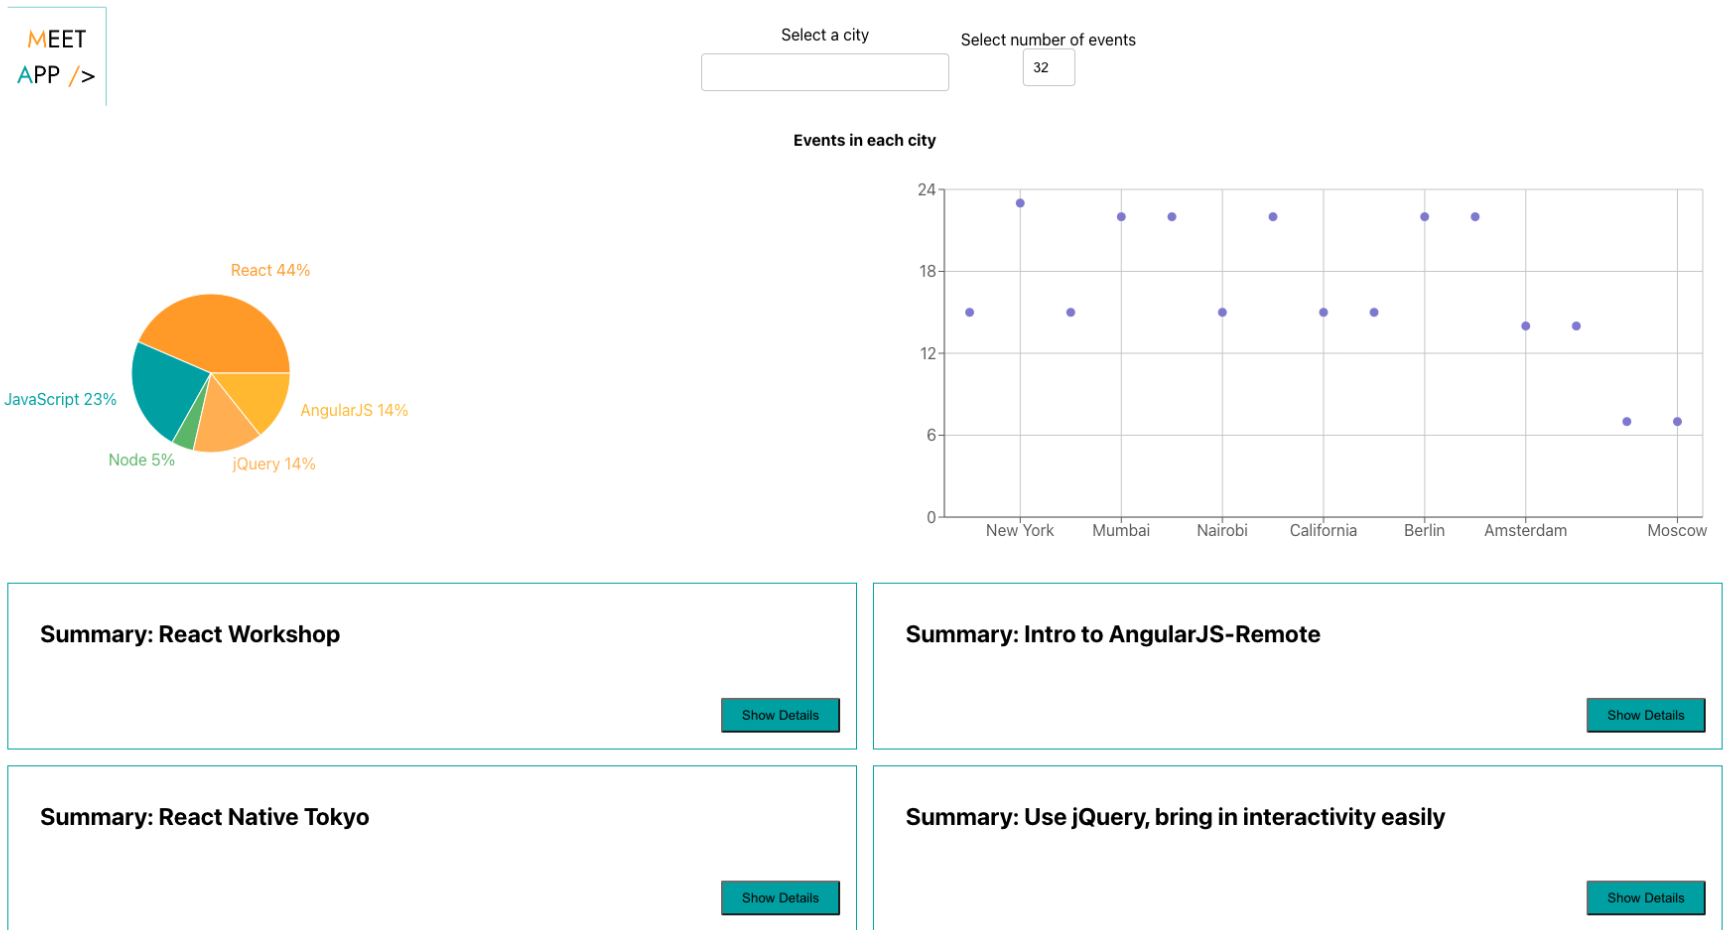 MEET
APP />
Select a city
Select number of events
32
Events in each city
React 44%
JavaScript 23%
AngularJS 14%
Node 5%
jQuery 14%
24
18
12
6
0
New York Mumbai Nairobi California Berlin Amsterdam Moscow
Summary: React Workshop
Show Details
Summary: Intro to AngularJS-Remote
Show Details
Summary: React Native Tokyo
Show Details
Summary: Use jQuery, bring in interactivity easily
Show Details